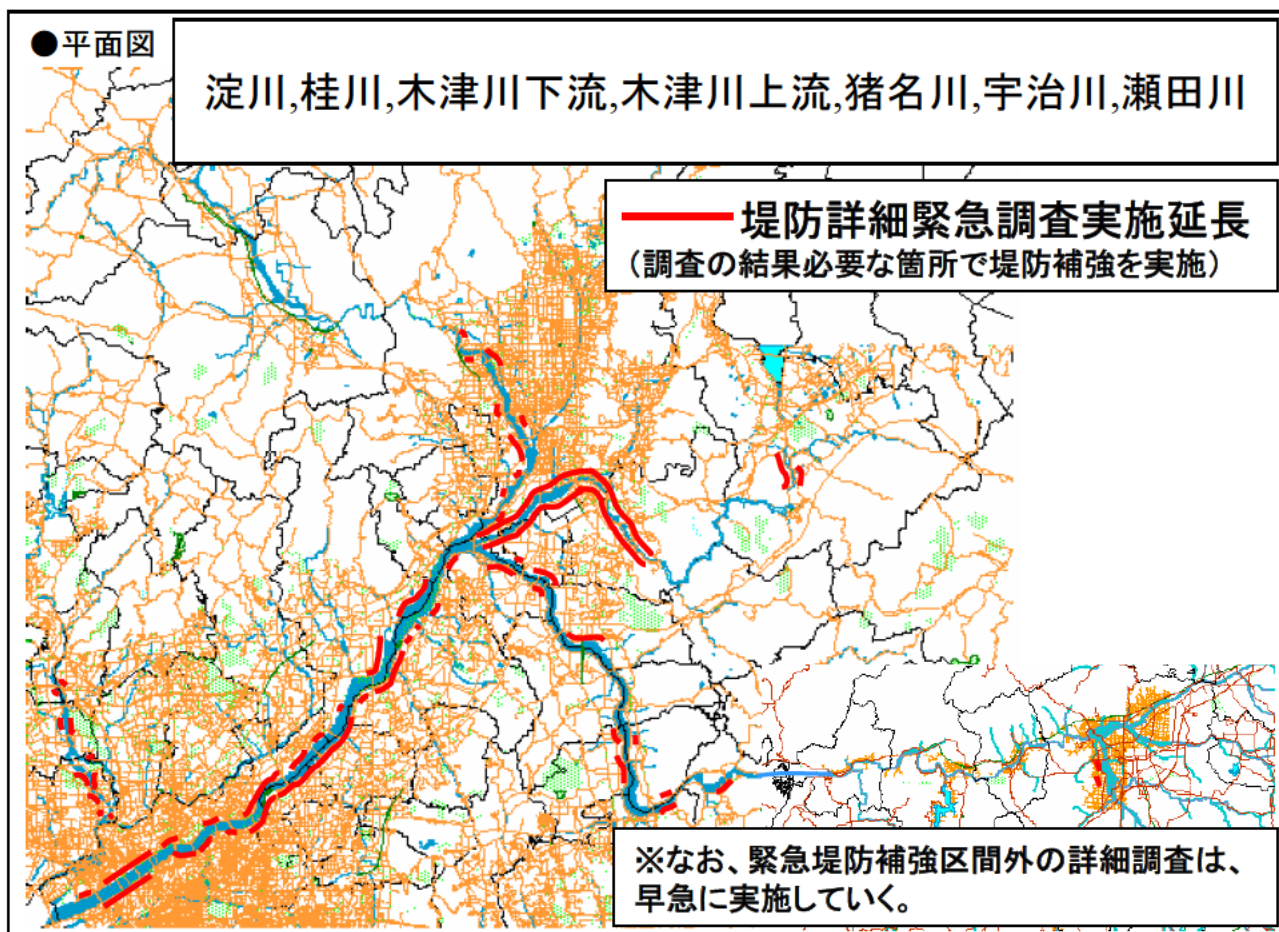 ●平面図
淀川,桂川,木津川下流,木津川上流,猪名川,宇治川,瀬田川
堤防詳細緊急調査実施延長
(調査の結果必要な箇所で堤防補強を実施)
※なお、緊急堤防補強区間外の詳細調査は、
早急に実施していく。